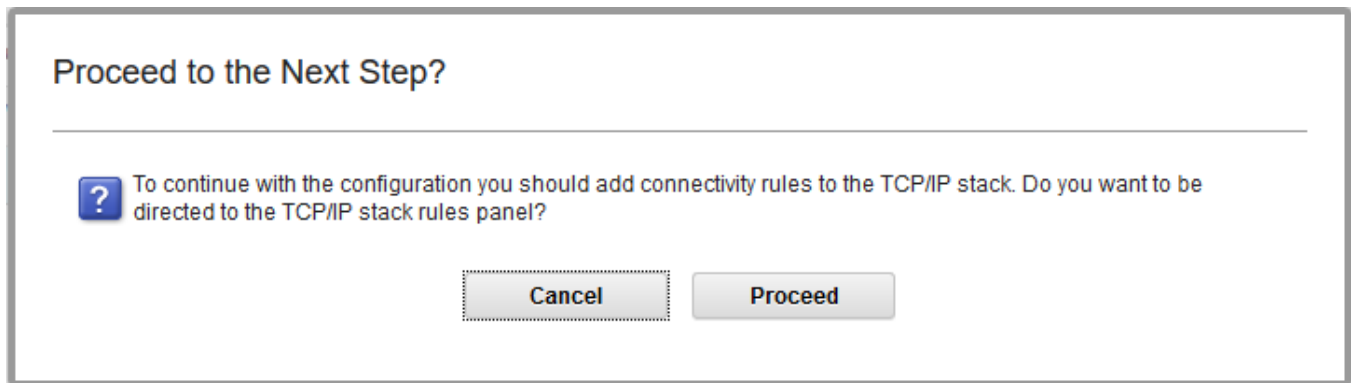 Proceed to the Next Step?
? To continue with the configuration you should add connectivity rules to the TCP/IP stack. Do you want to be
directed to the TCP/IP stack rules panel?
Cancel Proceed